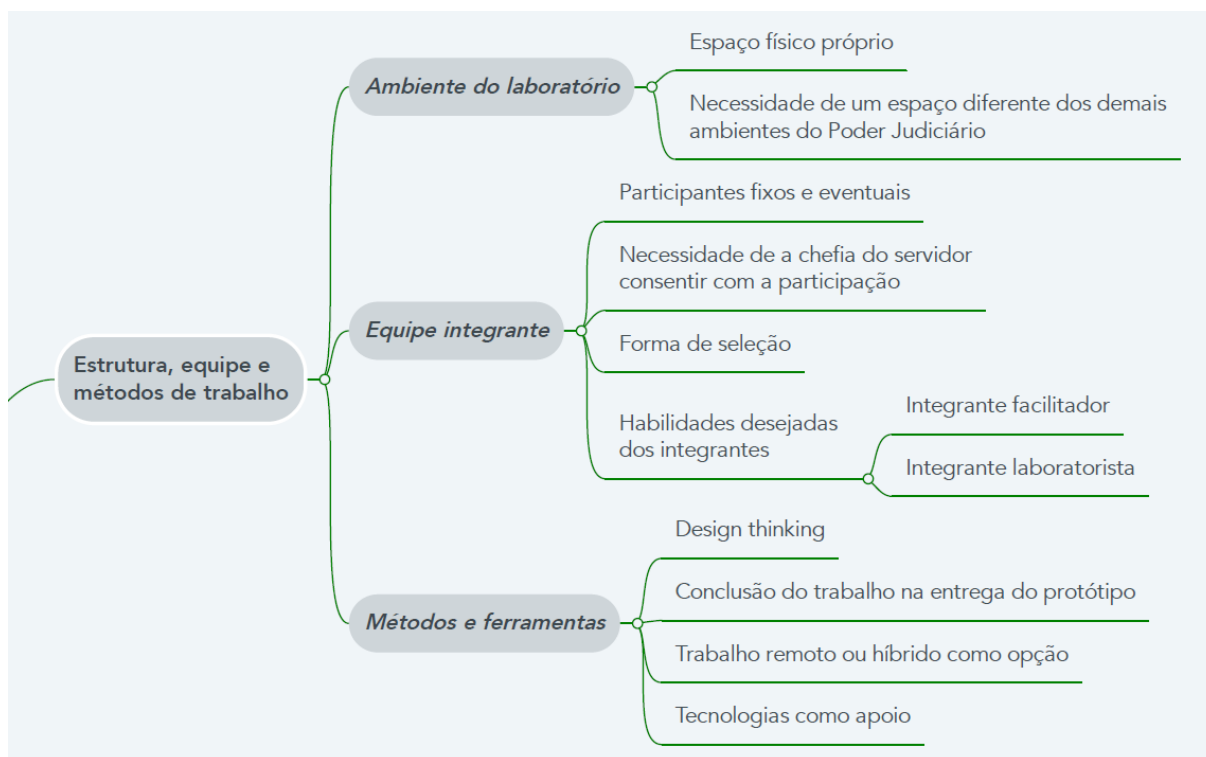 Estrutura, equipe e
métodos de trabalho
Ambiente do laboratório
Espaço físico próprio
Necessidade de um espaço diferente dos demais
ambientes do Poder Judiciário
Equipe integrante
Participantes fixos e eventuais
Necessidade de a chefia do servidor
consentir com a participação
Forma de seleção
Habilidades desejadas
dos integrantes
Integrante facilitador
Integrante laboratorista
Métodos e ferramentas
Design thinking
Conclusão do trabalho na entrega do protótipo
Trabalho remoto ou híbrido como opção
Tecnologias como apoio